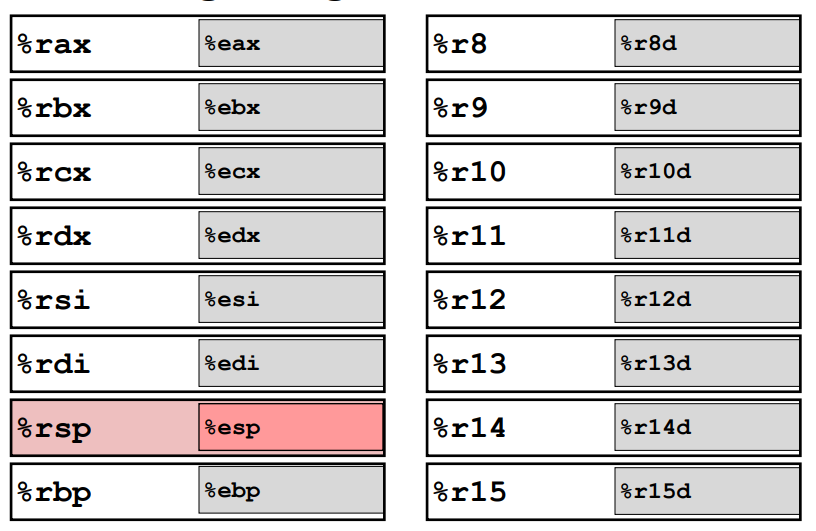 %rax %eax %r8 %r8d
%rbx %ebx %r9 %r9d
%rcx %ecx %r10 %r10d
%rdx %edx %r11 %r11d
%rsi %esi %r12 %r12d
%rdi %edi %r13 %r13d
%rsp %esp %r14 %r14d
%rbp %ebp %r15 %r15d